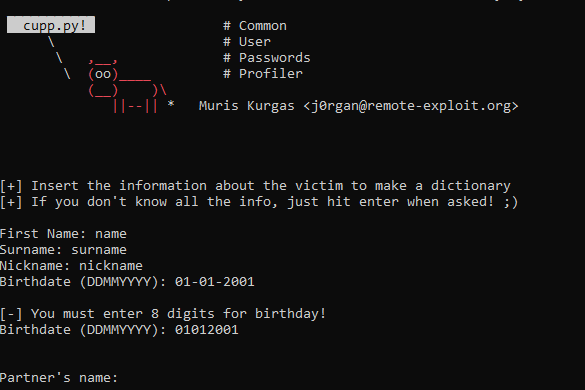 cupp.py! # Common
\ # User
\ ,__, # Passwords
\ (oo)____ # Profiler
(__) )\
||--|| * Muris Kurgas <j0rgan@remote-exploit.org>
[+] Insert the information about the victim to make a dictionary
[+] If you don't know all the info, just hit enter when asked! ;)
First Name: name
Surname: surname
Nickname: nickname
Birthdate (DDMMYYYY): 01-01-2001
[-] You must enter 8 digits for birthday!
Birthdate (DDMMYYYY): 01012001
Partner's name: